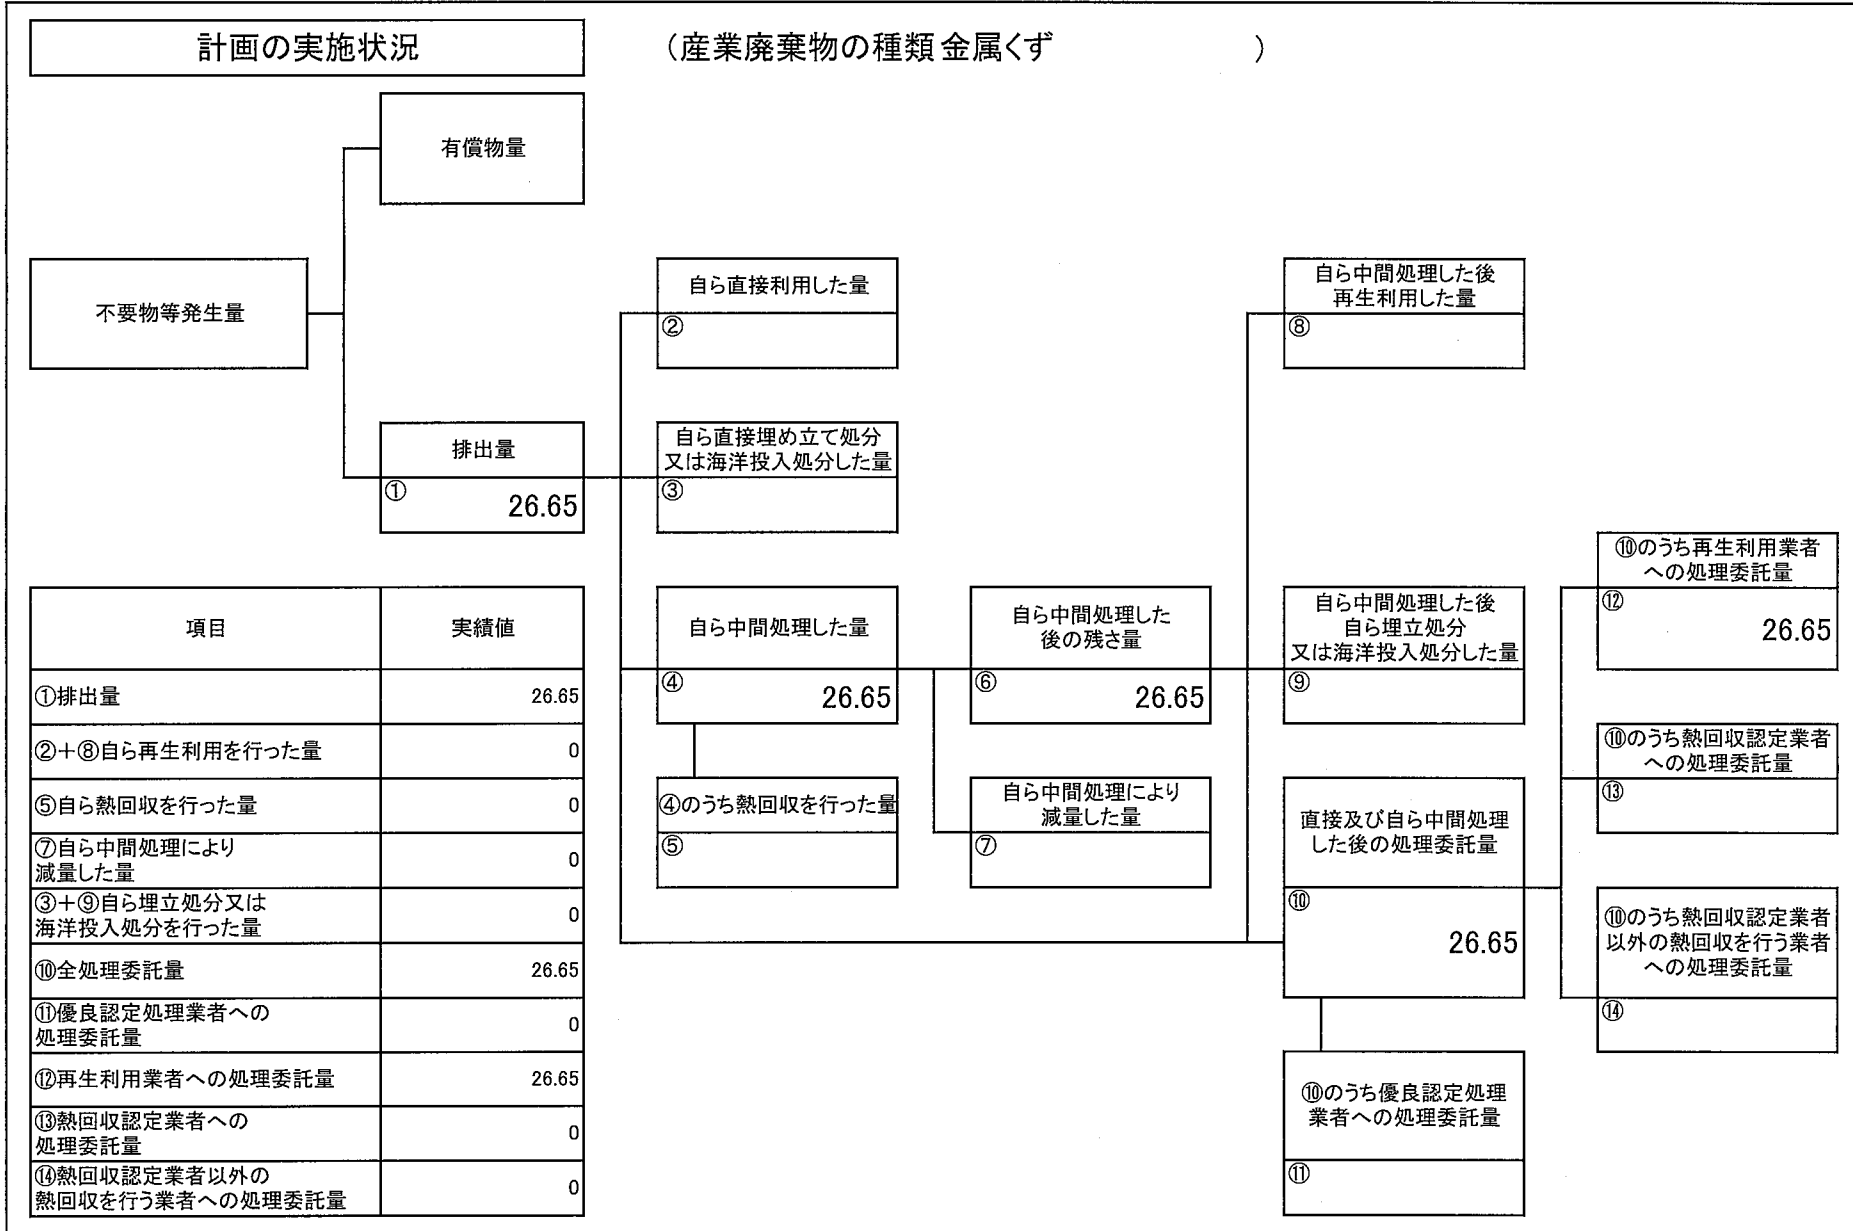 計画の実施状況
（産業廃棄物の種類 金属くず　　　　　　）
有償物量
不要物等発生量
排出量
① 26.65
自ら直接利用した量
②
自ら直接埋め立て処分
又は海洋投入処分した量
③
自ら中間処理した量
④ 26.65
④のうち熱回収を行った量
⑤
自ら中間処理した
後の残さ量
⑥ 26.65
自ら中間処理により
減量した量
⑦
自ら中間処理した後
再生利用した量
⑧
自ら中間処理した後
自ら埋立処分
又は海洋投入処分した量
⑨
直接及び自ら中間処理
した後の処理委託量
⑩
26.65
⑩のうち優良認定処理
業者への処理委託量
⑪
⑩のうち再生利用業者
への処理委託量
⑫
26.65
⑩のうち熱回収認定業者
への処理委託量
⑬
⑩のうち熱回収認定業者
以外の熱回収を行う業者
への処理委託量
⑭
項目 実績値
①排出量 26.65
②＋⑧自ら再生利用を行った量 0
⑤自ら熱回収を行った量 0
⑦自ら中間処理により
減量した量 0
③＋⑨自ら埋立処分又は
海洋投入処分を行った量 0
⑩全処理委託量 26.65
⑪優良認定処理業者への
処理委託量 0
⑫再生利用業者への処理委託量 26.65
⑬熱回収認定業者への
処理委託量 0
⑭熱回収認定業者以外の
熱回収を行う業者への処理委託量 0